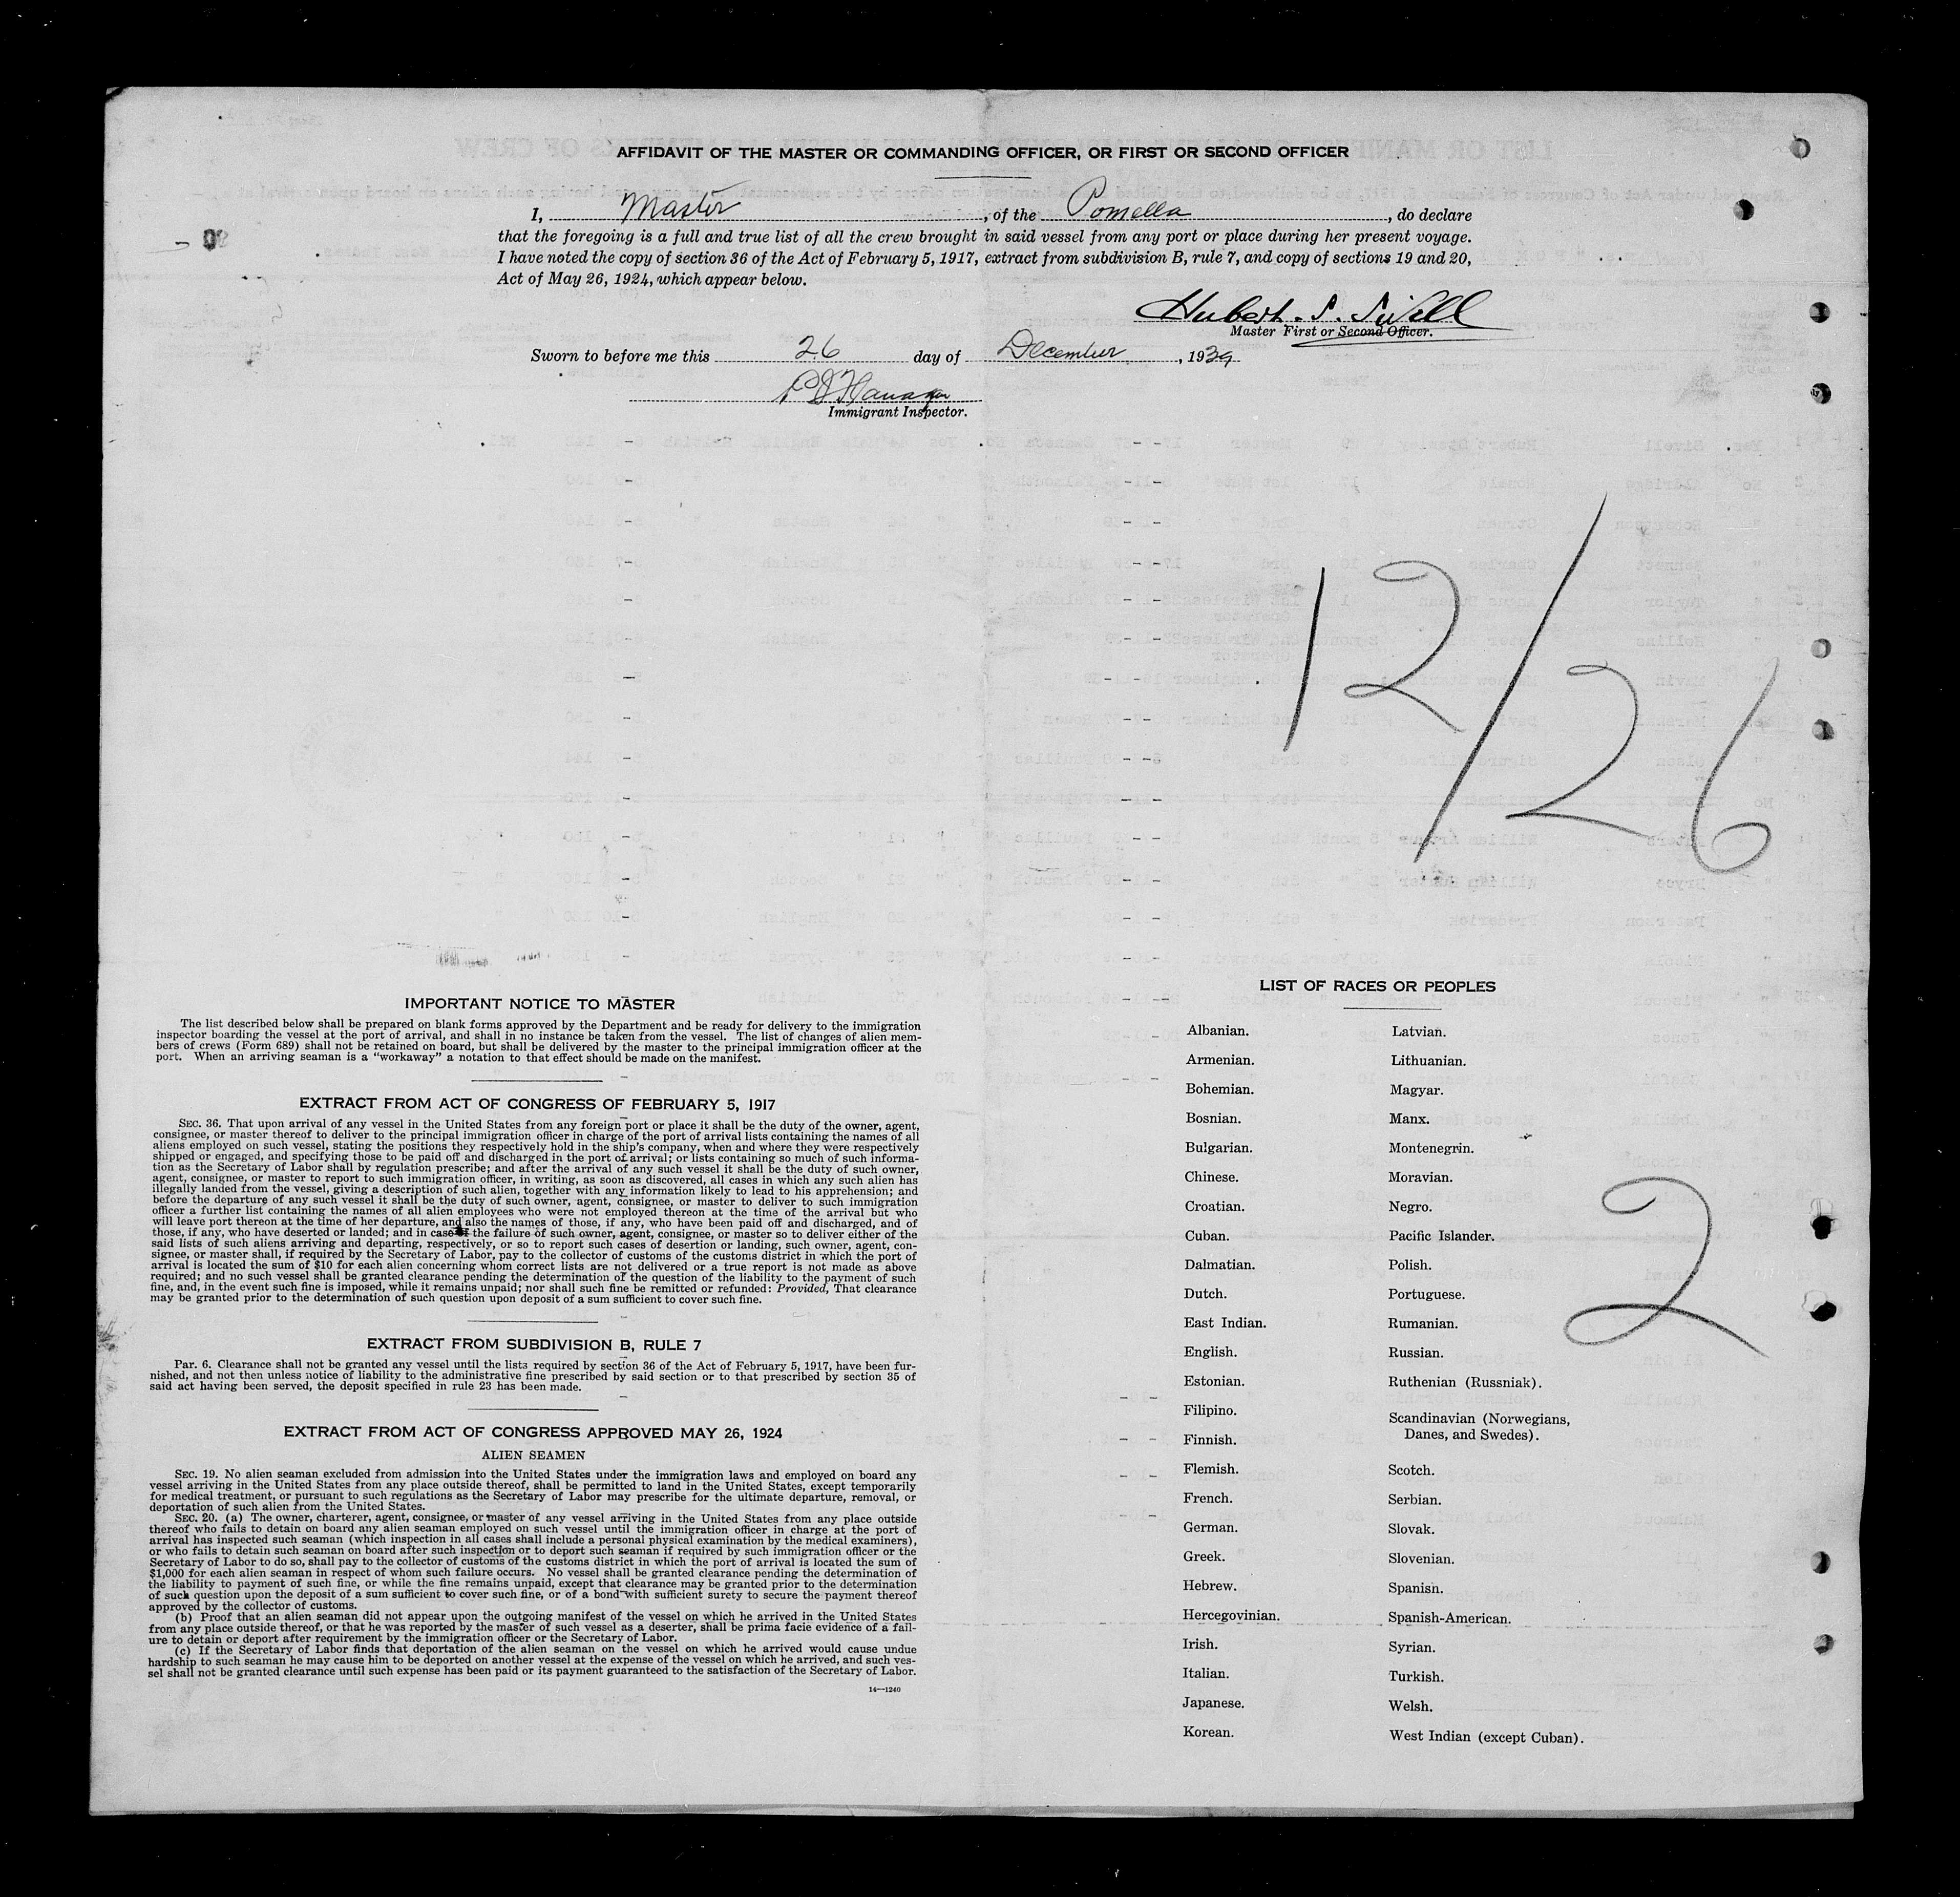 AFFIDAVIT OF THE MASTER OR COMMANDING OFFICER, OR FIRST OR SECOND OFFICER
I, Master, of the Pomella, do declare
that the foregoing is a full and true list of all the crew brought in said vessel from any port or place during her present voyage.
I have noted the copy of section 36 of the Act of February 5, 1917, extract from subdivision B, rule 7, and copy of sections 19 and 20,
Act of May 26, 1924, which appear below.
Hubert. S. Sivell
Master First or Second Officer.
Sworn to before me this 26 day of December, 1939
Immigrant Inspector.
12/26
IMPORTANT NOTICE TO MASTER
The list described below shall be prepared on blank forms approved by the Department and be ready for delivery to the immigration
inspector boarding the vessel at the port of arrival, and shall in no instance be taken from the vessel. The list of changes of alien mem-
bers of crews (Form 689) shall not be retained on board, but shall be delivered by the master to the principal immigration officer at the
port. When an arriving seaman is a "workaway" a notation to that effect should be made on the manifest.
EXTRACT FROM ACT OF CONGRESS OF FEBRUARY 5, 1917
SEC. 36. That upon arrival of any vessel in the United States from any foreign port or place it shall be the duty of the owner, agent,
consignee, or master thereof to deliver to the principal immigration officer in charge of the port of arrival lists containing the names of all
aliens employed on such vessel, stating the positions they respectively hold in the ship's company, when and where they were respectively
shipped or engaged, and specifying those to be paid off and discharged in the port of arrival; or lists containing so much of such informa-
tion as the Secretary of Labor shall by regulation prescribe; and after the arrival of any such vessel it shall be the duty of such owner,
agent, consignee, or master to report to such immigration officer, in writing, as soon as discovered, all cases in which any such alien has
illegally landed from the vessel, giving a description of such alien, together with any information likely to lead to his apprehension; and
before the departure of any such vessel it shall be the duty of such owner, agent, consignee, or master to deliver to such immigration
officer a further list containing the names of all alien employees who were not employed thereon at the time of the arrival but who
will leave port thereon at the time of her departure, and also the names of those, if any, who have been paid off and discharged, and of
those, if any, who have deserted or landed; and in case of the failure of such owner, agent, consignee, or master so to deliver either of the
said lists of such aliens arriving and departing, respectively, or so to report such cases of desertion or landing, such owner, agent, con-
signee, or master shall, if required by the Secretary of Labor, pay to the collector of customs of the customs district in which the port of
arrival is located the sum of $10 for each alien concerning whom correct lists are not delivered or a true report is not made as above
required; and no such vessel shall be granted clearance pending the determination of the question of the liability to the payment of such
fine, and, in the event such fine is imposed, while it remains unpaid; nor shall such fine be remitted or refunded: Provided, That clearance
may be granted prior to the determination of such question upon deposit of a sum sufficient to cover such fine.
EXTRACT FROM SUBDIVISION B, RULE 7
Par. 6. Clearance shall not be granted any vessel until the lists required by section 36 of the Act of February 5, 1917, have been fur-
nished, and not then unless notice of liability to the administrative fine prescribed by said section or to that prescribed by section 35 of
said act having been served, the deposit specified in rule 23 has been made.
EXTRACT FROM ACT OF CONGRESS APPROVED MAY 26, 1924
ALIEN SEAMEN
SEC. 19. No alien seaman excluded from admission into the United States under the immigration laws and employed on board any
vessel arriving in the United States from any place outside thereof, shall be permitted to land in the United States, except temporarily
for medical treatment, or pursuant to such regulations as the Secretary of Labor may prescribe for the ultimate departure, removal, or
deportation of such alien from the United States.
SEC. 20. (a) The owner, charterer, agent, consignee, or master of any vessel arriving in the United States from any place outside
thereof who fails to detain on board any alien seaman employed on such vessel until the immigration officer in charge at the port of
arrival has inspected such seaman (which inspection in all cases shall include a personal physical examination by the medical examiners),
or who fails to detain such seaman on board after such inspection or to deport such seaman if required by such immigration officer or the
Secretary of Labor to do so, shall pay to the collector of customs of the customs district in which the port of arrival is located the sum of
$1,000 for each alien seaman in respect of whom such failure occurs. No vessel shall be granted clearance pending the determination of
the liability to payment of such fine, or while the fine remains unpaid, except that clearance may be granted prior to the determination
of such question upon the deposit of a sum sufficient to cover such fine, or of a bond with sufficient surety to secure the payment thereof
approved by the collector of customs.
(b) Proof that an alien seaman did not appear upon the outgoing manifest of the vessel on which he arrived in the United States
from any place outside thereof, or that he was reported by the master of such vessel as a deserter, shall be prima facie evidence of a fail-
ure to detain or deport after requirement by the immigration officer or the Secretary of Labor.
(c) If the Secretary of Labor finds that deportation of the alien seaman on the vessel on which he arrived would cause undue
hardship to such seaman he may cause him to be deported on another vessel at the expense of the vessel on which he arrived, and such ves-
sel shall not be granted clearance until such expense has been paid or its payment guaranteed to the satisfaction of the Secretary of Labor.
14—1240
LIST OF RACES OR PEOPLES
Albanian.
Armenian.
Bohemian.
Bosnian.
Bulgarian.
Chinese.
Croatian.
Cuban.
Dalmatian.
Dutch.
East Indian.
English.
Estonian.
Filipino.
Finnish.
Flemish.
French.
German.
Greek.
Hebrew.
Hercegovinian.
Irish.
Italian.
Japanese.
Korean.
Latvian.
Lithuanian.
Magyar.
Manx.
Montenegrin.
Moravian.
Negro.
Pacific Islander.
Polish.
Portuguese.
Rumanian.
Russian.
Ruthenian (Russniak).
Scandinavian (Norwegians,
Danes, and Swedes).
Scotch.
Serbian.
Slovak.
Slovenian.
Spanish.
Spanish-American.
Syrian.
Turkish.
Welsh.
West Indian (except Cuban).
2